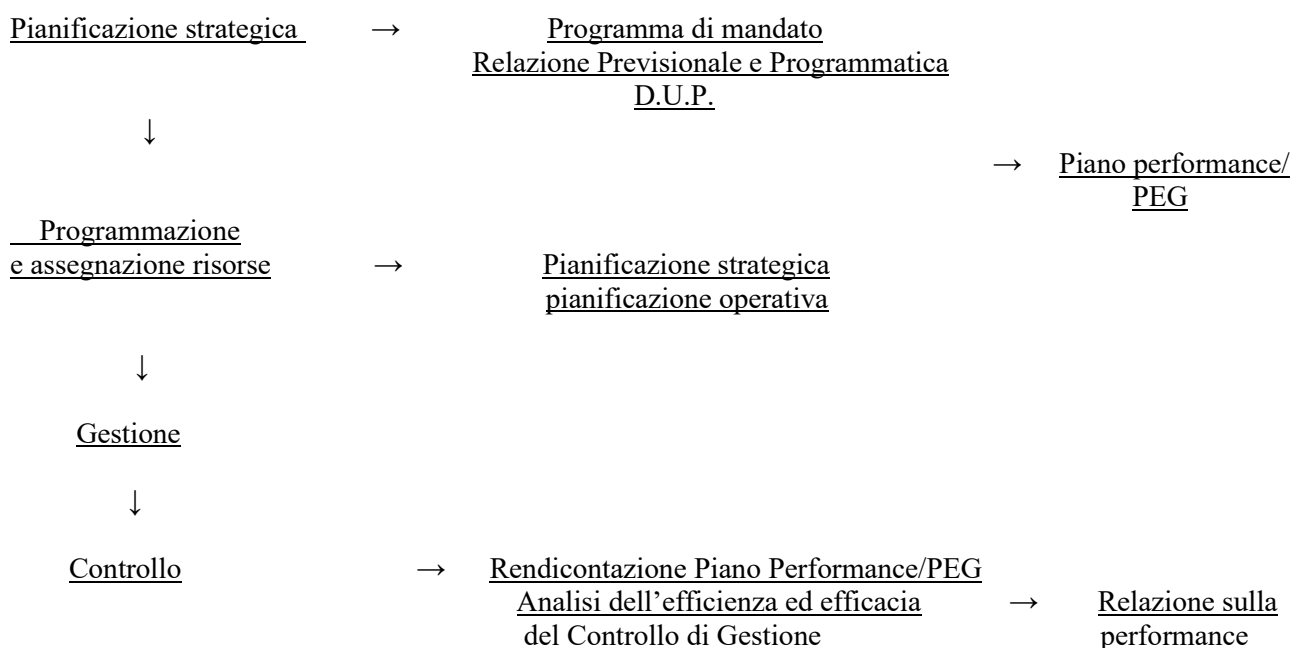 Pianificazione strategica → Programma di mandato
Relazione Previsionale e Programmatica
D.U.P.
↓
→ Piano performance/
PEG
Programmazione
e assegnazione risorse → Pianificazione strategica
pianificazione operativa
↓
Gestione
↓
Controllo → Rendicontazione Piano Performance/PEG
Analisi dell’efficienza ed efficacia → Relazione sulla
del Controllo di Gestione performance